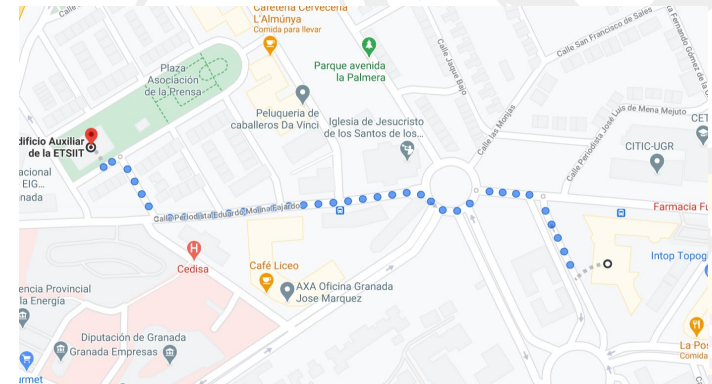 Cafetería Cervecería
L'Almúnya
Comida para llevar
Plaza
Asociación
de la Prensa
Parque avenida
la Palmera
Calle Jaque Bajo
Calle San Francisco de Sales
Fernando Gómez de la
Peluqueria de
caballeros Da Vinci
Iglesia de Jesucristo
de los Santos de los...
Calle las Monjas
Calle Periodista José Luis de Mena Mejuto
CET
CITIC-UGR
dificio Auxiliar
de la ETSIIT
acional
EIG...
nada
Calle Periodista Eduardo Molina Fajardo
Farmacia Fu
H
Cedisa
Café Liceo
AXA Oficina Granada
Jose Marquez
Intop Topog
encia Provincial
la Energía
Diputación de Granada
Granada Empresas
La Pos
Comida
urmet